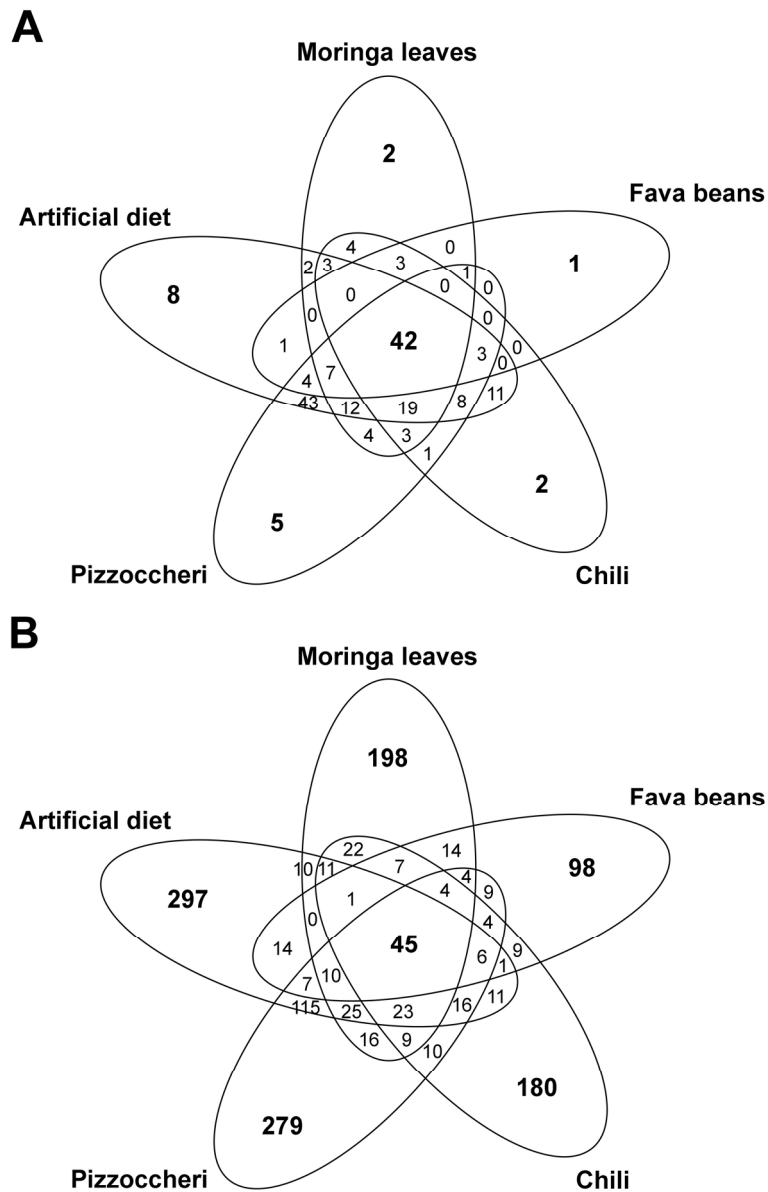 A
Moringa leaves
2
Fava beans
Artificial diet
4 0
1
2 3 3 1
8
0 0 0
0 0
42
1 3 0 0
4 7
43 12 19 8 11
4 3
1
2
5
Pizzoccheri
Chili
B
Moringa leaves
198
Fava beans
Artificial diet
22 14
7
98
10 11 4
4 9
297 1
0 4
45
14 6 9
7 10 1
115 25 23 16 11
16 9
10
180
279
Pizzoccheri
Chili